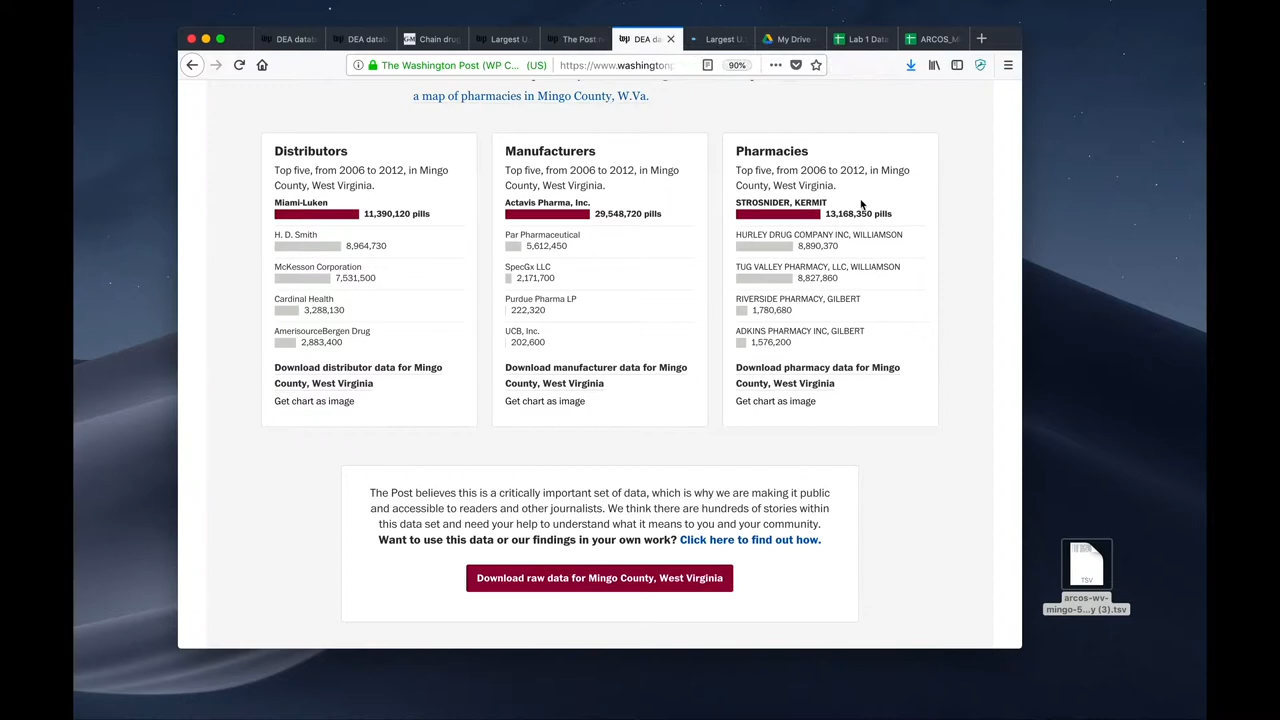 wp DEA datab
wp DEA datab
GM Chain drug
wp Largest U.
wp The Post r
wp DEA da
Largest U.
My Drive
Lab 1 Data
ARCOS_M
The Washington Post (WP C... (US)
https://www.washingtonp
90%
a map of pharmacies in Mingo County, W.Va.
Distributors
Top five, from 2006 to 2012, in Mingo
County, West Virginia.
Miami-Luken
11,390,120 pills
H. D. Smith
8,964,730
McKesson Corporation
7,531,500
Cardinal Health
3,288,130
AmerisourceBergen Drug
2,883,400
Download distributor data for Mingo
County, West Virginia
Get chart as image
Manufacturers
Top five, from 2006 to 2012, in Mingo
County, West Virginia.
Actavis Pharma, Inc.
29,548,720 pills
Par Pharmaceutical
5,612,450
SpecGx LLC
2,171,700
Purdue Pharma LP
222,320
UCB, Inc.
202,600
Download manufacturer data for Mingo
County, West Virginia
Get chart as image
Pharmacies
Top five, from 2006 to 2012, in Mingo
County, West Virginia.
STROSNIDER, KERMIT
13,168,350 pills
HURLEY DRUG COMPANY INC, WILLIAMSON
8,890,370
TUG VALLEY PHARMACY, LLC, WILLIAMSON
8,827,860
RIVERSIDE PHARMACY, GILBERT
1,780,680
ADKINS PHARMACY INC, GILBERT
1,576,200
Download pharmacy data for Mingo
County, West Virginia
Get chart as image
The Post believes this is a critically important set of data, which is why we are making it public
and accessible to readers and other journalists. We think there are hundreds of stories within
this data set and need your help to understand what it means to you and your community.
Want to use this data or our findings in your own work? Click here to find out how.
Download raw data for Mingo County, West Virginia
TSV
arcos-wv-
mingo-5...y (3).tsv